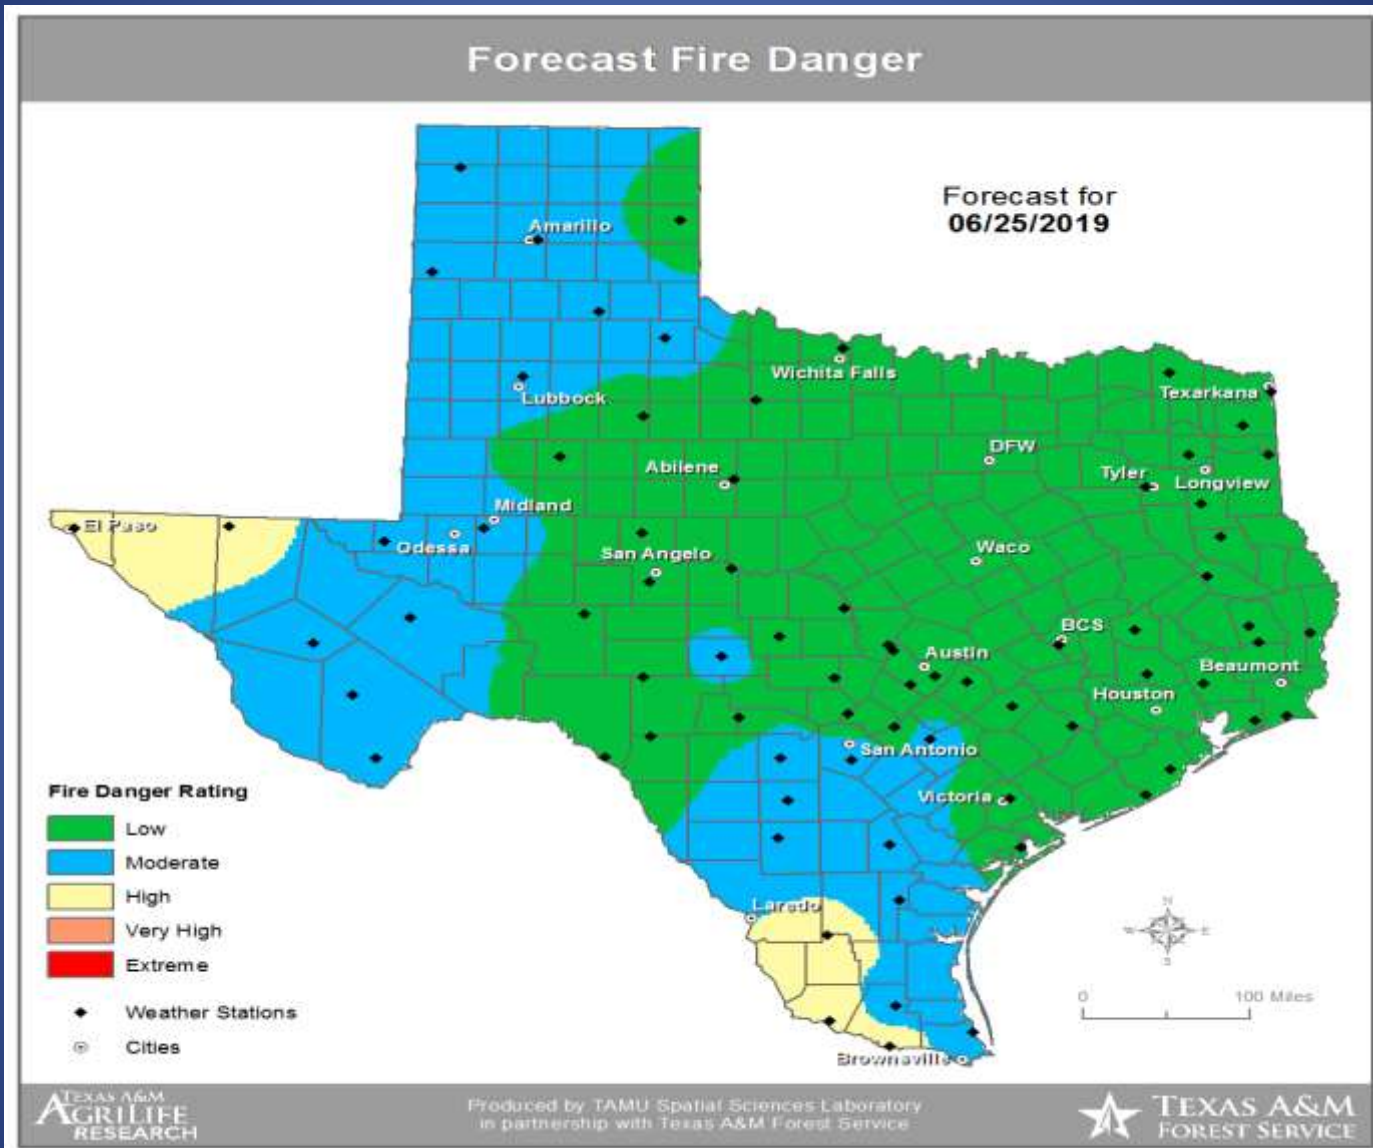 Forecast Fire Danger
Forecast for
06/25/2019
Amarillo
Wichita Falls
Lubbock
Texarkana
DFW
Abilene
Tyler
Longview
Midland
El Paso
Odessa
San Angelo
Waco
BCS
Austin
Beaumont
Houston
San Antonio
Victoria
Laredo
Brownsville
Fire Danger Rating
Low
Moderate
High
Very High
Extreme
Weather Stations
Cities
N
W E
S
0 100 Miles
TEXAS A&M
AGRILIFE
RESEARCH
Produced by TAMU Spatial Sciences Laboratory
in partnership with Texas A&M Forest Service
TEXAS A&M
FOREST SERVICE